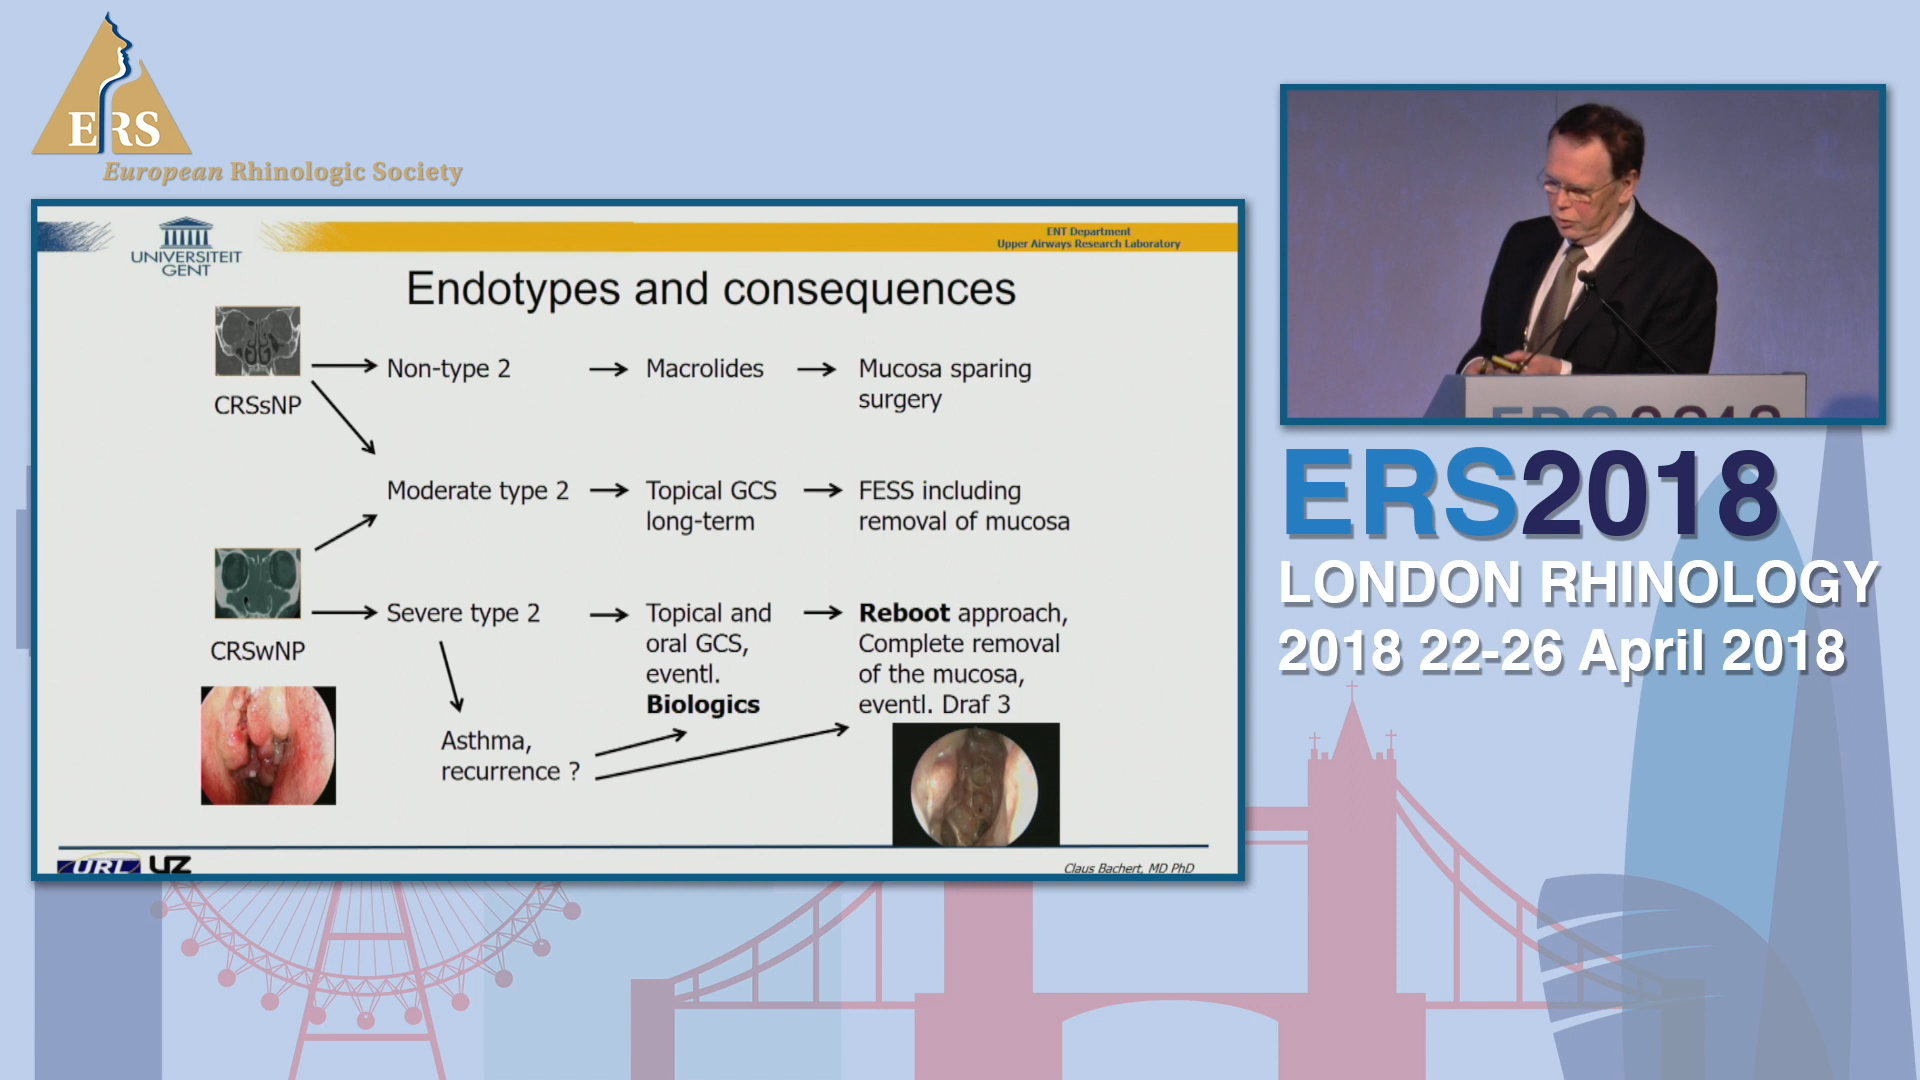 ERS
European Rhinologic Society
UNIVERSITEIT
GENT
ENT Department
Upper Airways Research Laboratory
Endotypes and consequences
CRSsNP
Non-type 2
Macrolides
Mucosa sparing
surgery
Moderate type 2
Topical GCS
long-term
FESS including
removal of mucosa
CRSwNP
Severe type 2
Topical and
oral GCS,
eventl.
Biologics
Reboot approach,
Complete removal
of the mucosa,
eventl. Draf 3
Asthma,
recurrence ?
URL
UZ
Claus Bachert, MD PhD
ERS2018
ERS2018
LONDON RHINOLOGY
2018 22-26 April 2018